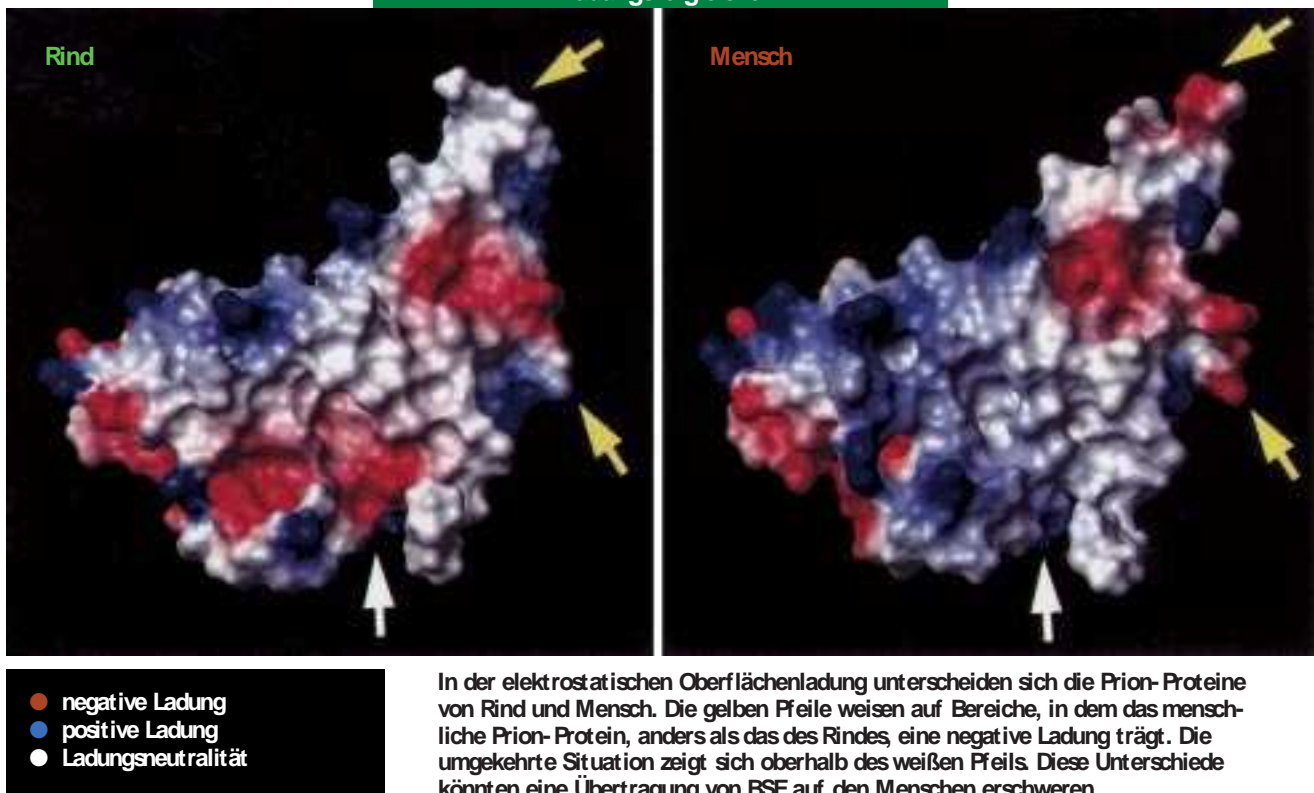 Rind
Mensch
negative Ladung
positive Ladung
Ladungsneutralität
In der elektrostatischen Oberflächenladung unterscheiden sich die Prion-Proteine
von Rind und Mensch. Die gelben Pfeile weisen auf Bereiche, in dem das mensch-
liche Prion-Protein, anders als das des Rindes, eine negative Ladung trägt. Die
umgekehrte Situation zeigt sich oberhalb des weißen Pfeils. Diese Unterschiede
könnten eine Übertragung von BSE auf den Menschen erschweren